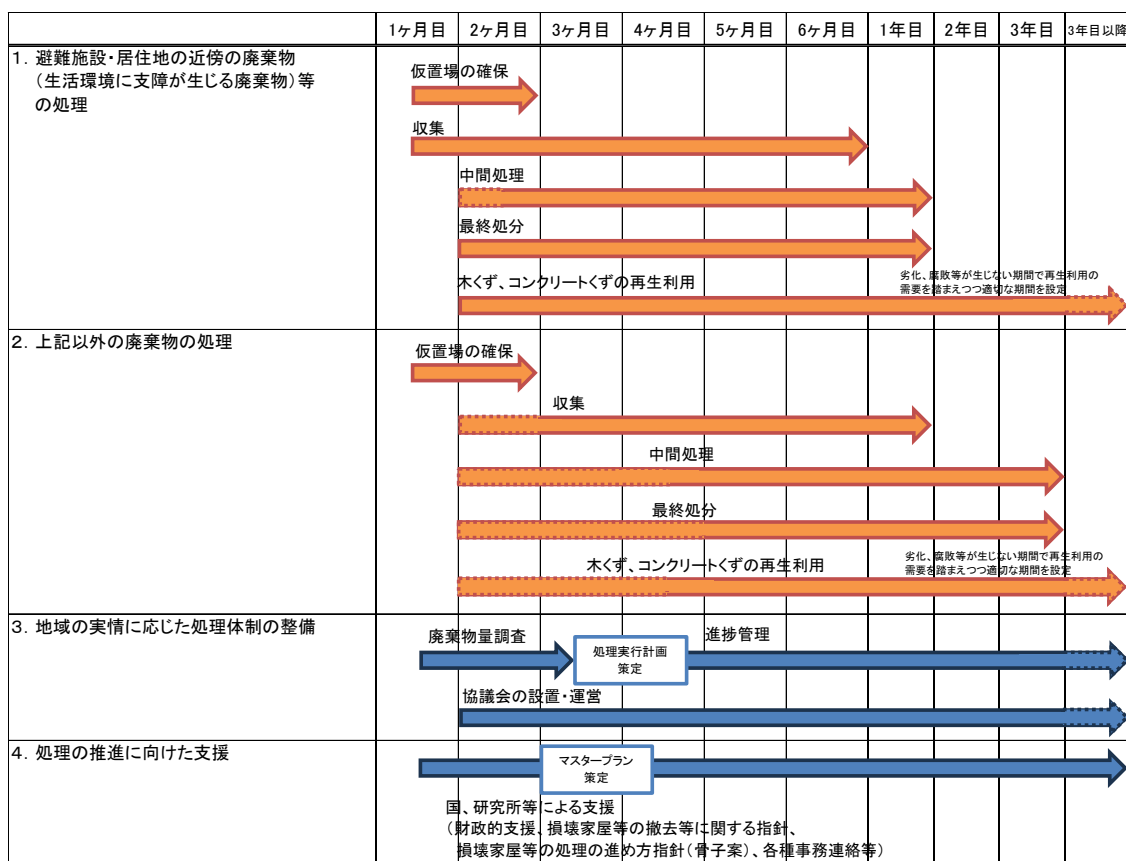 1ヶ月目 2ヶ月目 3ヶ月目 4ヶ月目 5ヶ月目 6ヶ月目 1年目 2年目 3年目 3年目以降
1．避難施設・居住地の近傍の廃棄物
（生活環境に支障が生じる廃棄物）等
の処理
仮置場の確保
収集
中間処理
最終処分
木くず、コンクリートくずの再生利用
劣化、腐敗等が生じない期間で再生利用の
需要を踏まえつつ適切な期間を設定
2．上記以外の廃棄物の処理
仮置場の確保
収集
中間処理
最終処分
木くず、コンクリートくずの再生利用
劣化、腐敗等が生じない期間で再生利用の
需要を踏まえつつ適切な期間を設定
3．地域の実情に応じた処理体制の整備
廃棄物量調査
処理実行計画
策定
進捗管理
協議会の設置・運営
4．処理の推進に向けた支援
マスタープラン
策定
国、研究所等による支援
（財政的支援、損壊家屋等の撤去等に関する指針、
損壊家屋等の処理の進め方指針（骨子案）、各種事務連絡等）